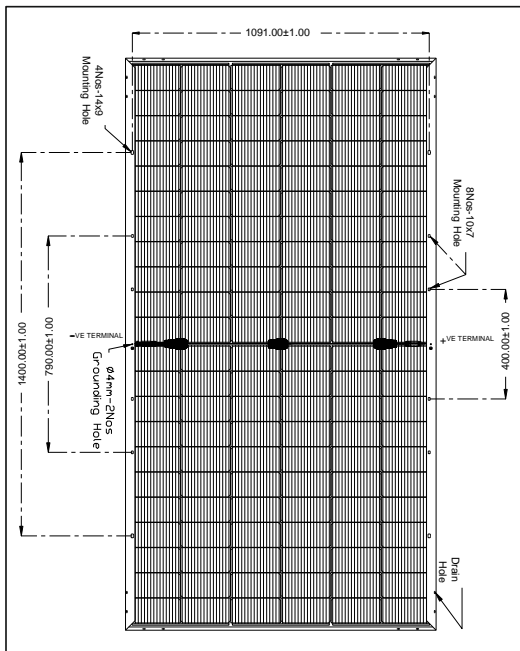 1091.00±1.00
4Nos-14x9
Mounting Hole
8Nos-10x7
Mounting Hole
1400.00±1.00
790.00±1.00
-VE TERMINAL
+VE TERMINAL
400.00±1.00
Ø4mm-2Nos
Grounding Hole
Drain
Hole